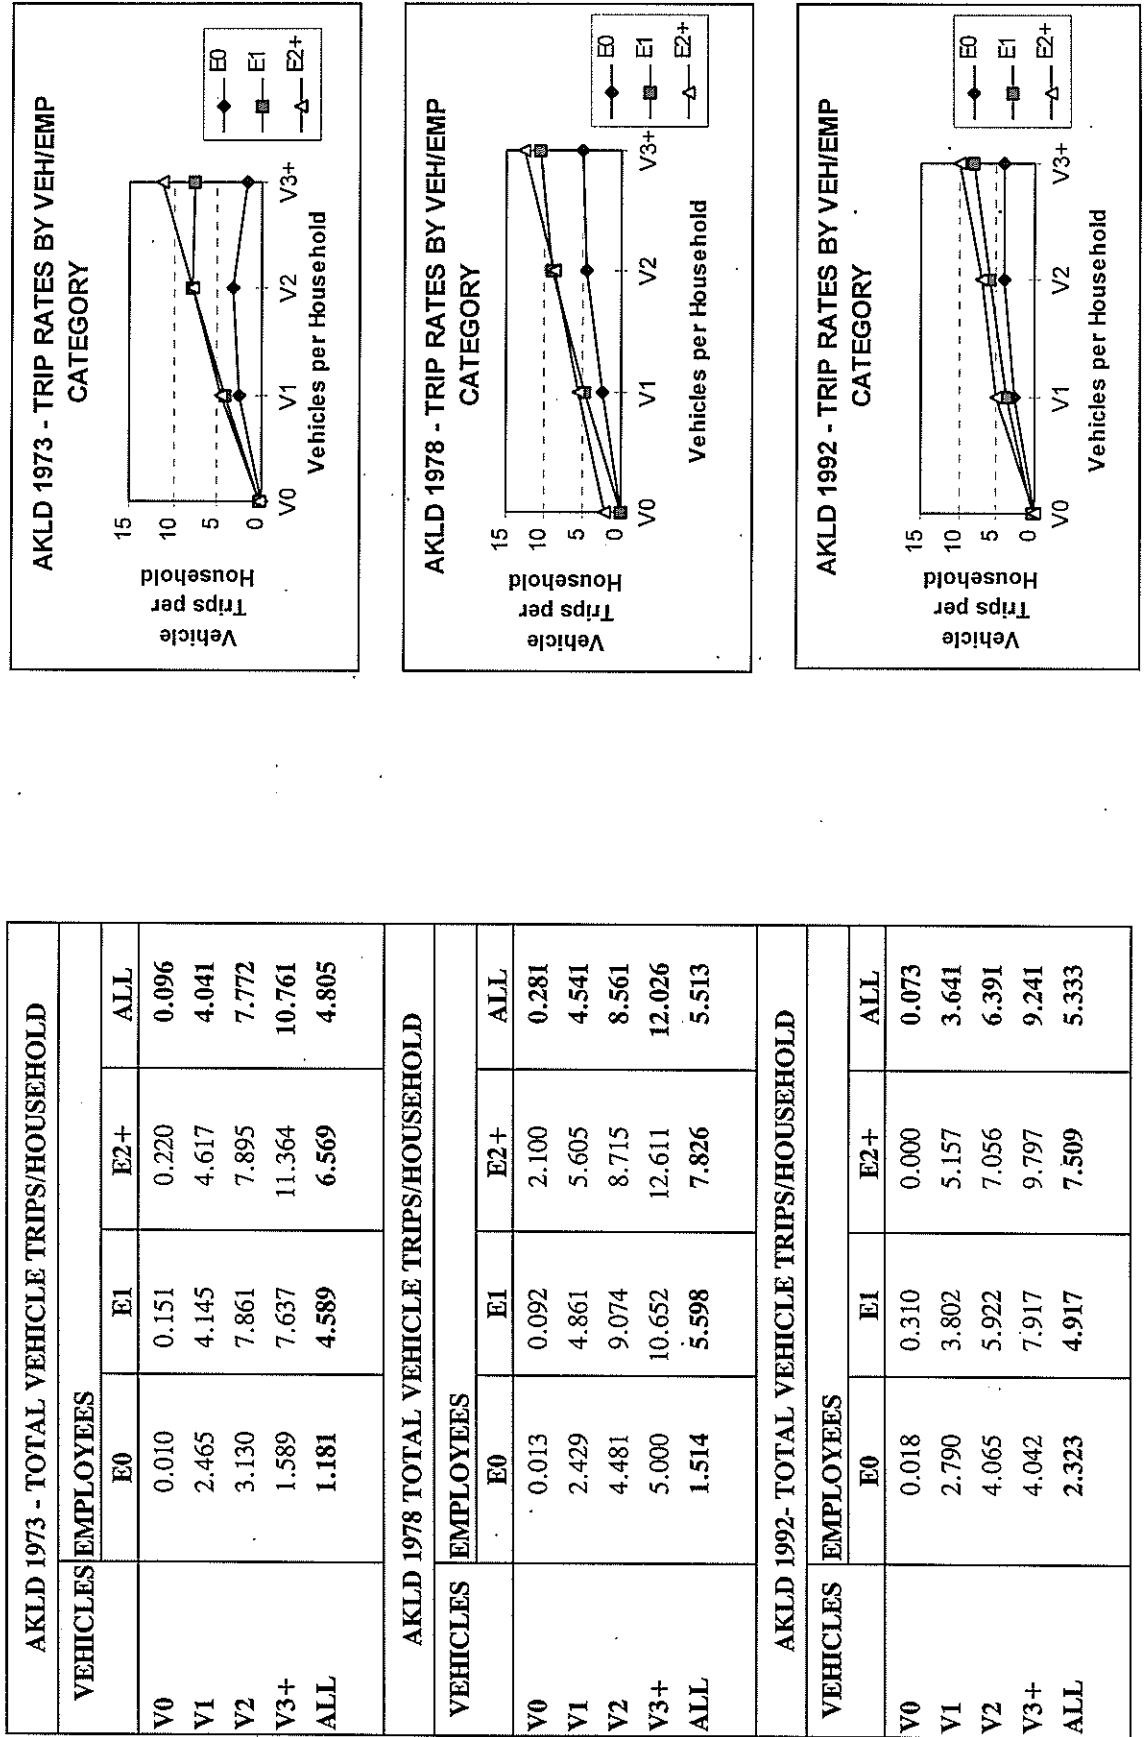 AKLD 1973 - TOTAL VEHICLE TRIPS/HOUSEHOLD
VEHICLES EMPLOYEES
E0 E1 E2+ ALL
V0 0.010 0.151 0.220 0.096
V1 2.465 4.145 4.617 4.041
V2 3.130 7.861 7.895 7.772
V3+ 1.589 7.637 11.364 10.761
ALL 1.181 4.589 6.569 4.805
AKLD 1978 TOTAL VEHICLE TRIPS/HOUSEHOLD
VEHICLES EMPLOYEES
E0 E1 E2+ ALL
V0 0.013 0.092 2.100 0.281
V1 2.429 4.861 5.605 4.541
V2 4.481 9.074 8.715 8.561
V3+ 5.000 10.652 12.611 12.026
ALL 1.514 5.598 7.826 5.513
AKLD 1992- TOTAL VEHICLE TRIPS/HOUSEHOLD
VEHICLES EMPLOYEES
E0 E1 E2+ ALL
V0 0.018 0.310 0.000 0.073
V1 2.790 3.802 5.157 3.641
V2 4.065 5.922 7.056 6.391
V3+ 4.042 7.917 9.797 9.241
ALL 2.323 4.917 7.509 5.333
AKLD 1973 - TRIP RATES BY VEH/EMP
CATEGORY
Vehicle
Trips per
Household
15
10
5
0
V0 V1 V2 V3+
Vehicles per Household
E0
E1
E2+
AKLD 1978 - TRIP RATES BY VEH/EMP
CATEGORY
Vehicle
Trips per
Household
15
10
5
0
V0 V1 V2 V3+
Vehicles per Household
E0
E1
E2+
AKLD 1992 - TRIP RATES BY VEH/EMP
CATEGORY
Vehicle
Trips per
Household
15
10
5
0
V0 V1 V2 V3+
Vehicles per Household
E0
E1
E2+